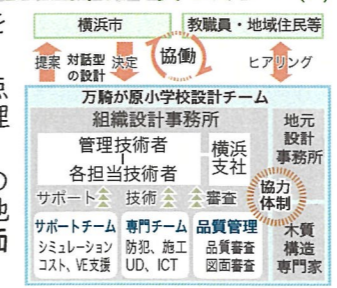 横浜市
教職員・地域住民等
提案
対話型
の設計
決定
協働
ヒアリング
万騎が原小学校設計チーム
組織設計事務所
管理技術者
各担当技術者
横浜
支社
地元
設計
事務所
サポート
技術
審査
協力
体制
サポートチーム
シミュレーション
コスト、VE支援
専門チーム
防犯、施工
UD、ICT
品質管理
品質審査
図面審査
木質
構造
専門家